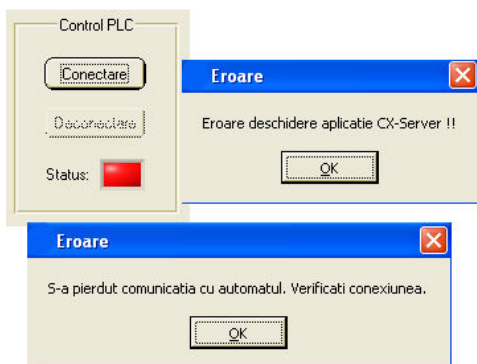 Control PLC
Conectare
Deconectare
Status:
Eroare
Eroare deschidere aplicatie CX-Server !!
OK
Eroare
S-a pierdut comunicatia cu automatul. Verificati conexiunea.
OK